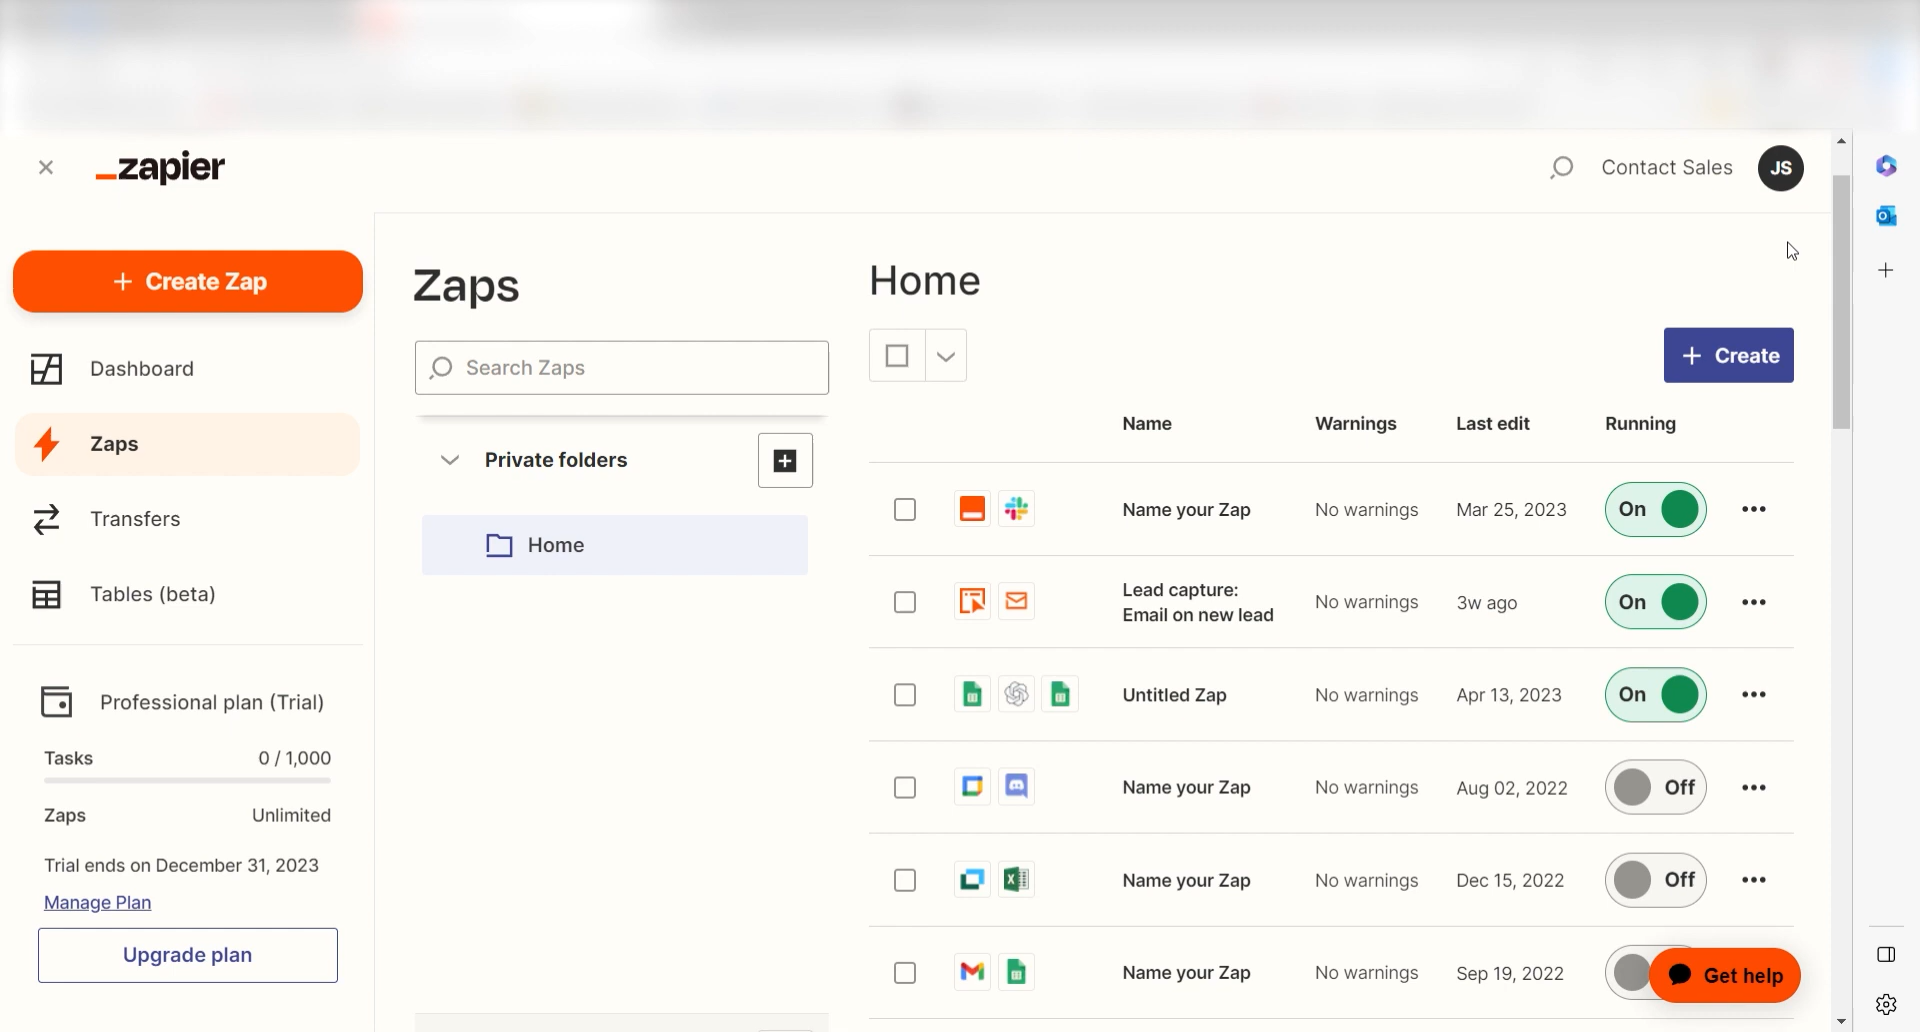 zapier
Contact Sales
JS
+ Create Zap
Dashboard
Zaps
Transfers
Tables (beta)
Professional plan (Trial)
Tasks 0 / 1,000
Zaps Unlimited
Trial ends on December 31, 2023
Manage Plan
Upgrade plan
Zaps
Search Zaps
Private folders
Home
Home
+ Create
Name Warnings Last edit Running
Name your Zap No warnings Mar 25, 2023 On
Lead capture:
Email on new lead No warnings 3w ago On
Untitled Zap No warnings Apr 13, 2023 On
Name your Zap No warnings Aug 02, 2022 Off
Name your Zap No warnings Dec 15, 2022 Off
Name your Zap No warnings Sep 19, 2022
Get help